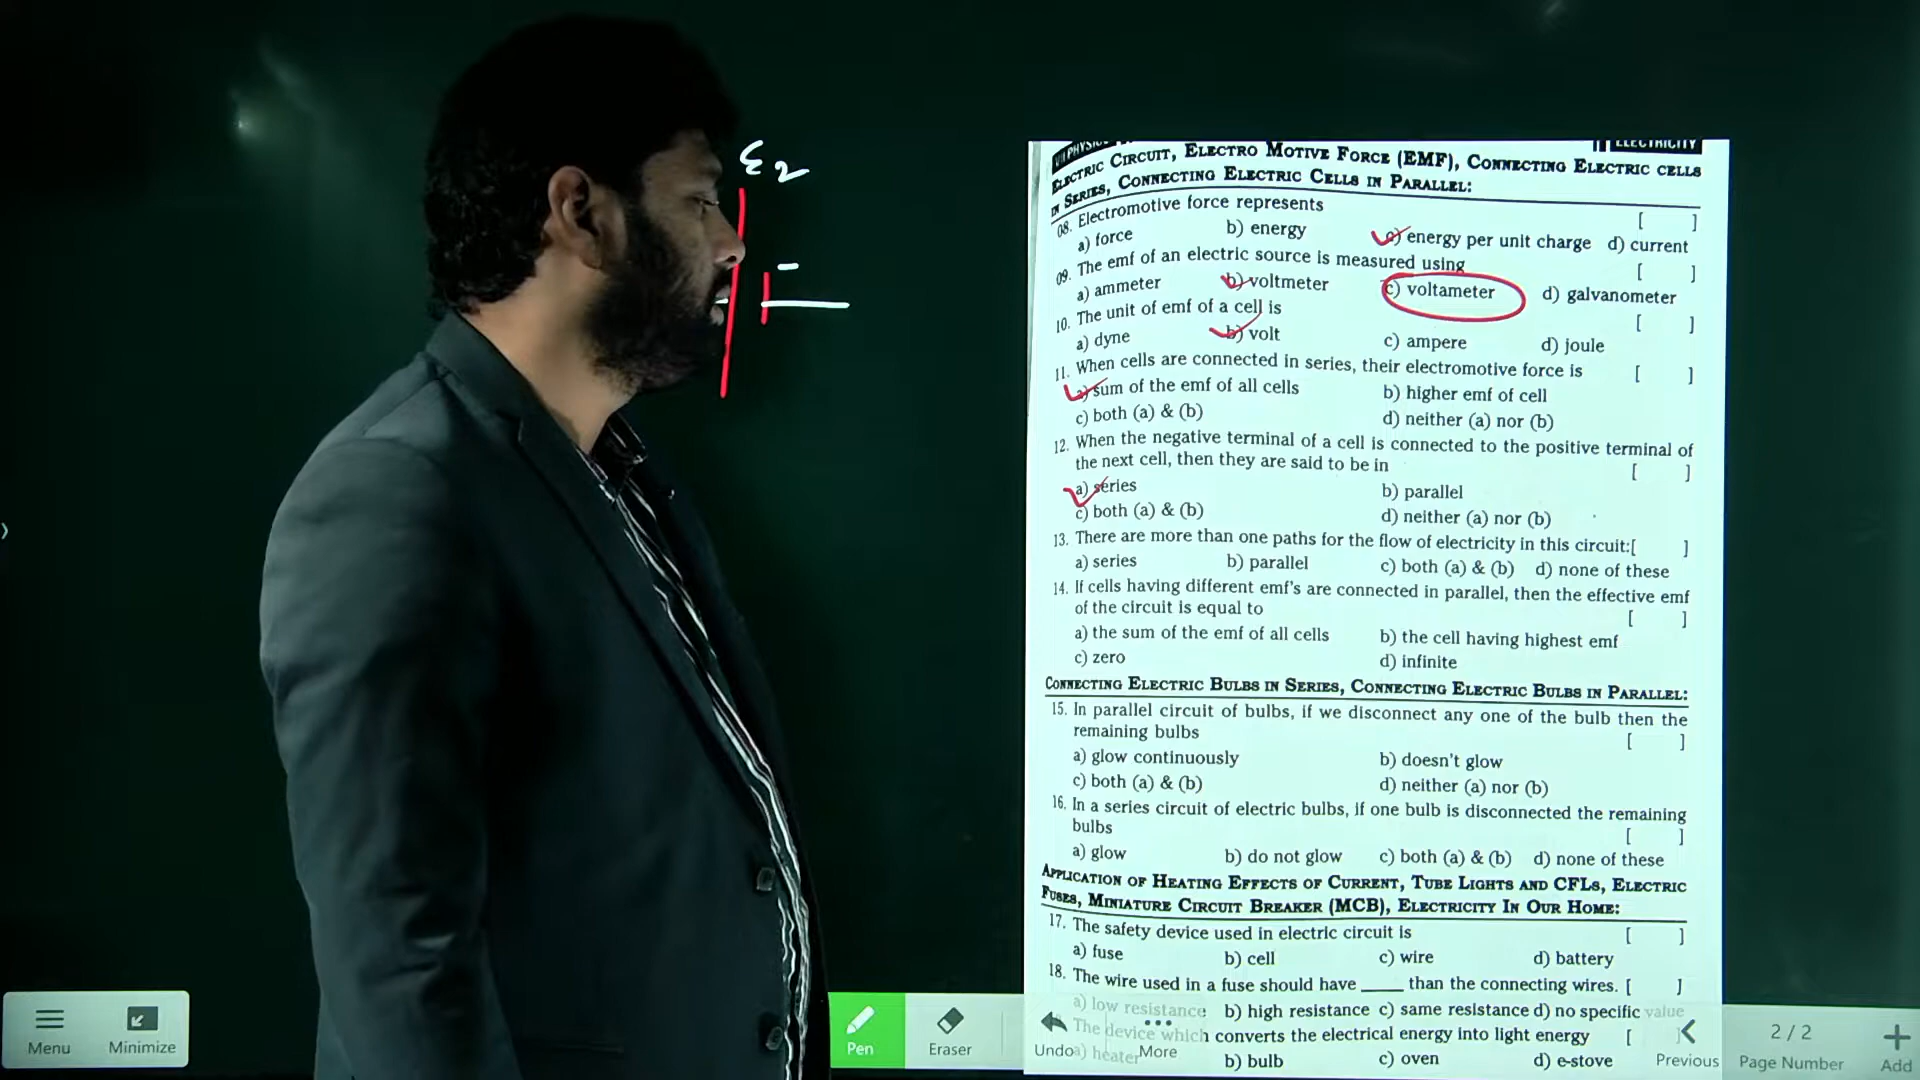 ε2
ELECTRICITY
ELECTRIC CIRCUIT, ELECTRO MOTIVE FORCE (EMF), CONNECTING ELECTRIC CELLS
IN SERIES, CONNECTING ELECTRIC CELLS IN PARALLEL:
08. Electromotive force represents [ ]
a) force b) energy c) energy per unit charge d) current
09. The emf of an electric source is measured using [ ]
a) ammeter b) voltmeter c) voltameter d) galvanometer
10. The unit of emf of a cell is [ ]
a) dyne b) volt c) ampere d) joule
11. When cells are connected in series, their electromotive force is [ ]
a) sum of the emf of all cells b) higher emf of cell
c) both (a) & (b) d) neither (a) nor (b)
12. When the negative terminal of a cell is connected to the positive terminal of
the next cell, then they are said to be in [ ]
a) series b) parallel
c) both (a) & (b) d) neither (a) nor (b)
13. There are more than one paths for the flow of electricity in this circuit:[ ]
a) series b) parallel c) both (a) & (b) d) none of these
14. If cells having different emf's are connected in parallel, then the effective emf
of the circuit is equal to [ ]
a) the sum of the emf of all cells b) the cell having highest emf
c) zero d) infinite
CONNECTING ELECTRIC BULBS IN SERIES, CONNECTING ELECTRIC BULBS IN PARALLEL:
15. In parallel circuit of bulbs, if we disconnect any one of the bulb then the
remaining bulbs [ ]
a) glow continuously b) doesn't glow
c) both (a) & (b) d) neither (a) nor (b)
16. In a series circuit of electric bulbs, if one bulb is disconnected the remaining
bulbs [ ]
a) glow b) do not glow c) both (a) & (b) d) none of these
APPLICATION OF HEATING EFFECTS OF CURRENT, TUBE LIGHTS AND CFLS, ELECTRIC
FUSES, MINIATURE CIRCUIT BREAKER (MCB), ELECTRICITY IN OUR HOME:
17. The safety device used in electric circuit is [ ]
a) fuse b) cell c) wire d) battery
18. The wire used in a fuse should have ____ than the connecting wires. [ ]
a) low resistance b) high resistance c) same resistance d) no specific value
The device which converts the electrical energy into light energy [ ]
a) heater b) bulb c) oven d) e-stove
Menu Minimize Pen Eraser Undo More Previous 2 / 2 Page Number Add